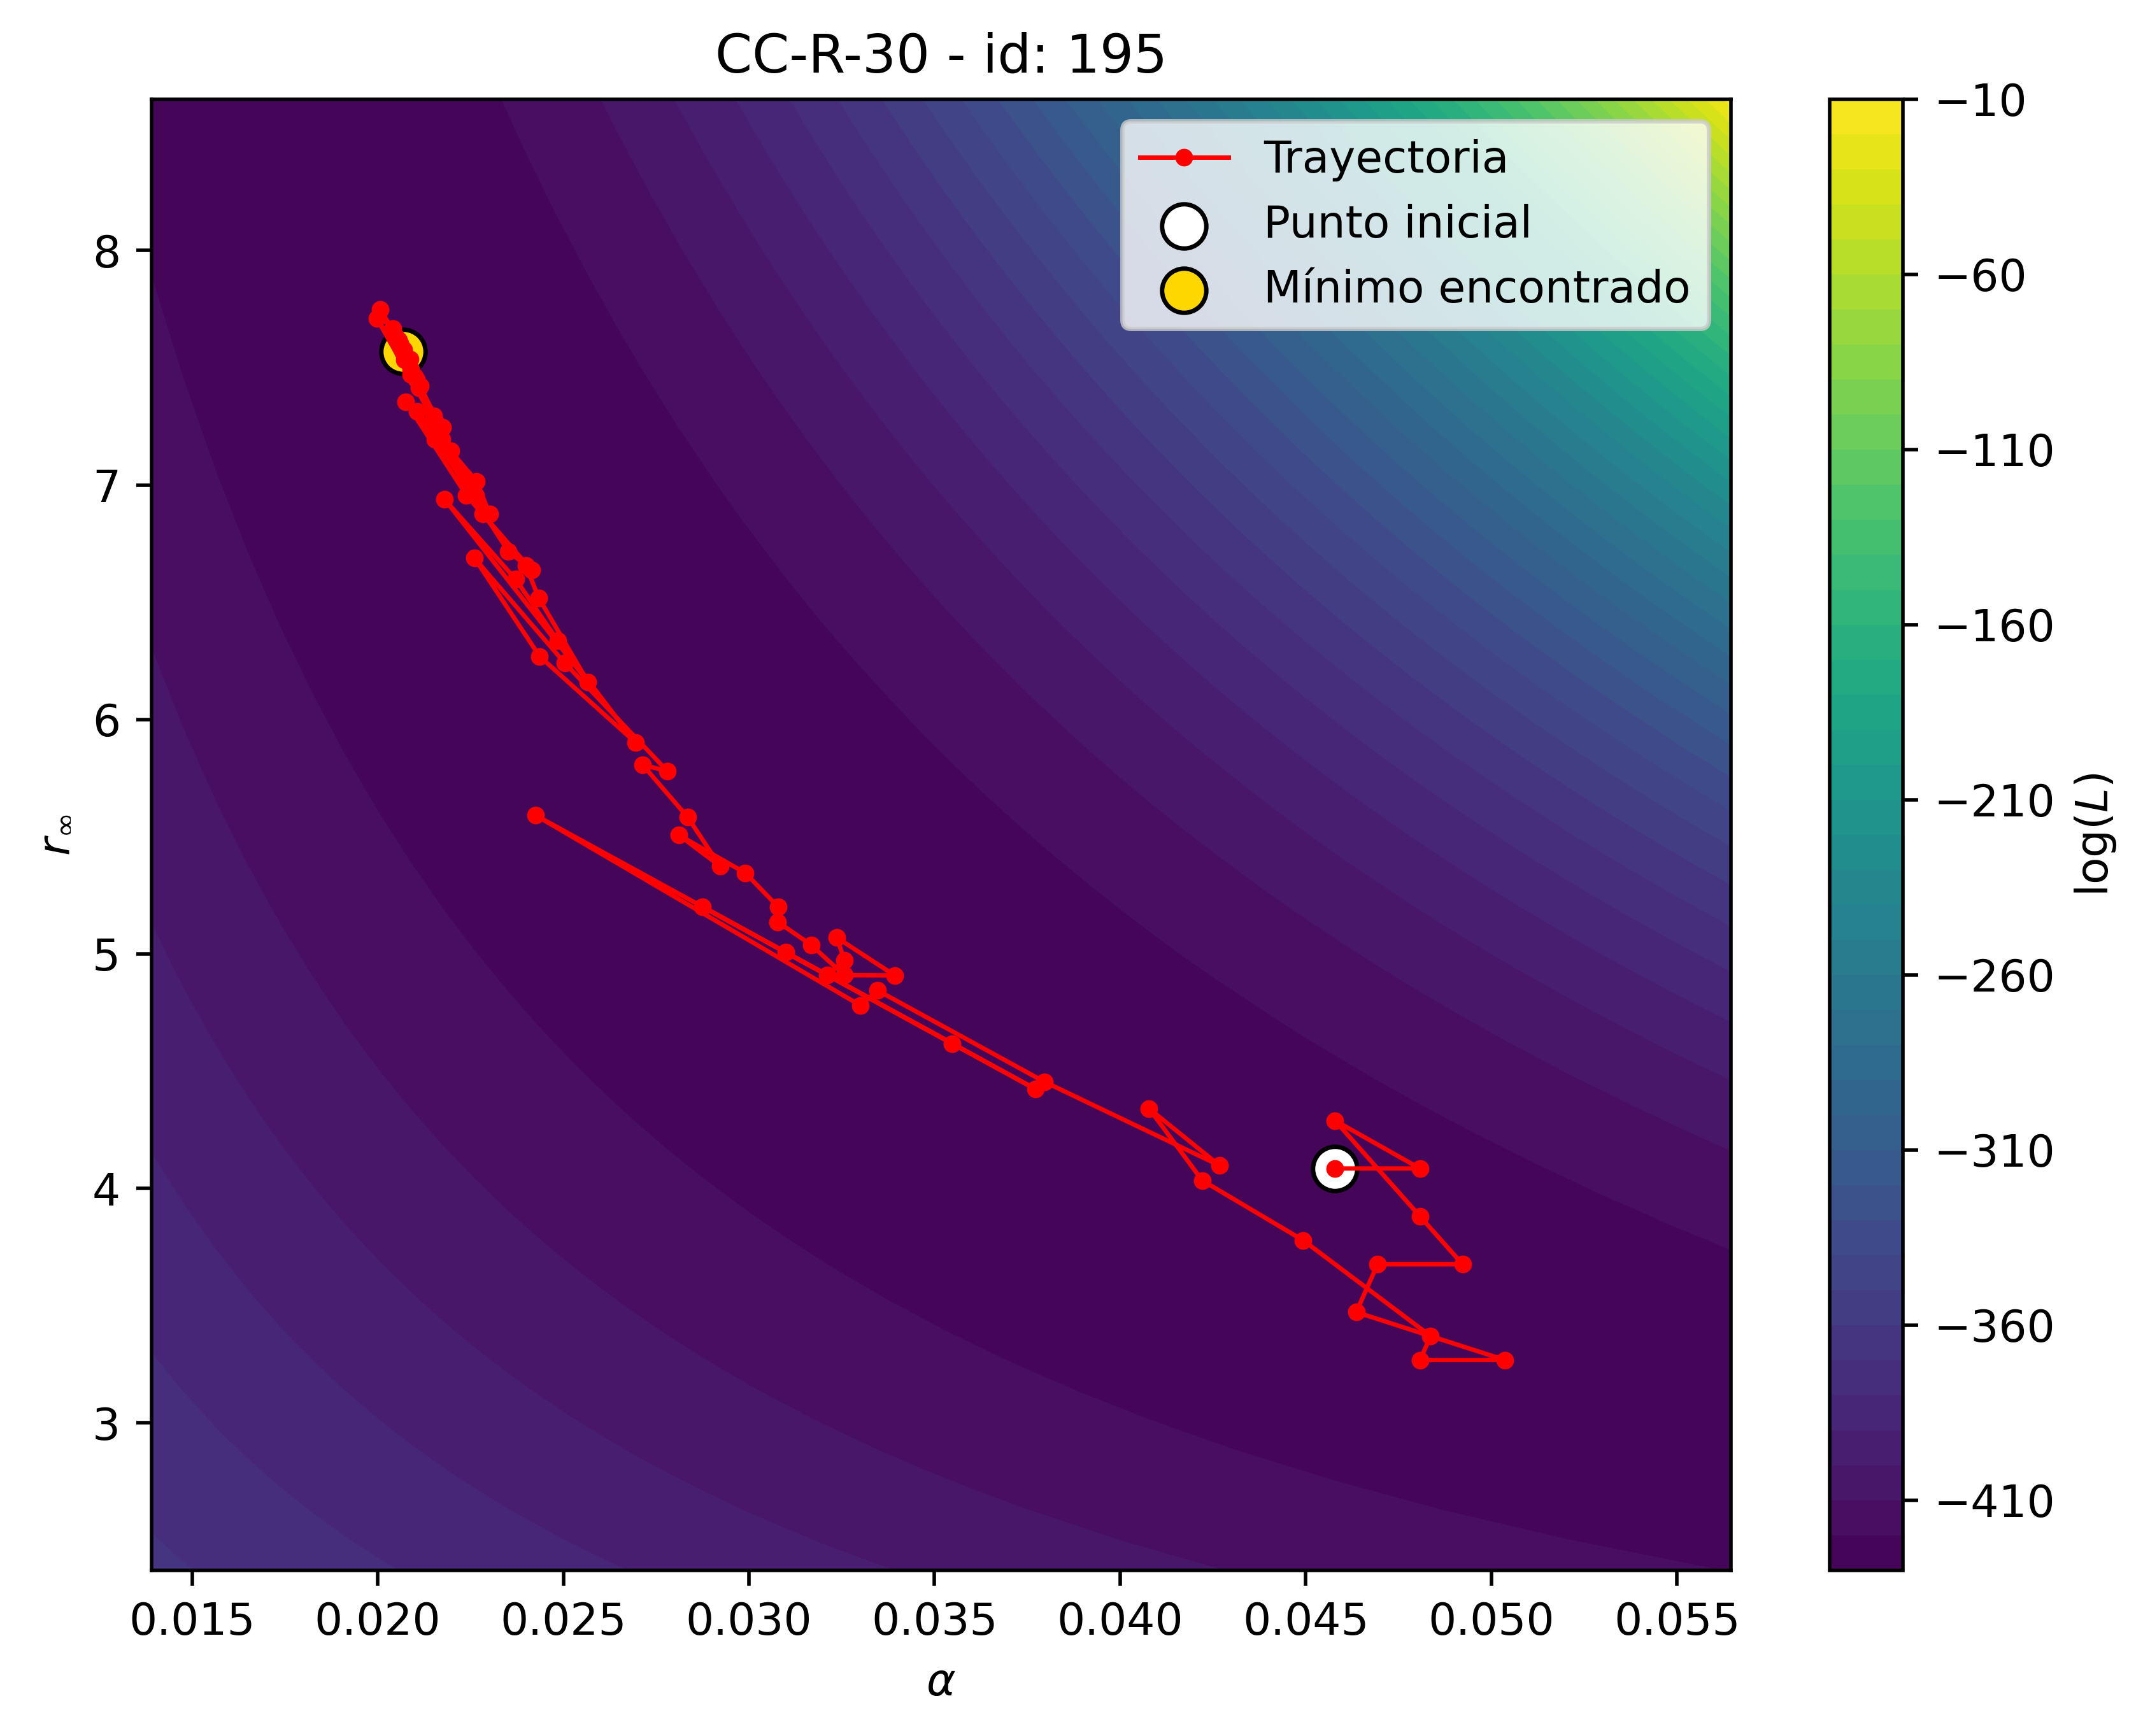 CC-R-30 - id: 195
Trayectoria
Punto inicial
Mínimo encontrado
8
7
6
5
4
3
r∞
0.015 0.020 0.025 0.030 0.035 0.040 0.045 0.050 0.055
α
−10
−60
−110
−160
−210
−260
−310
−360
−410
log(L)